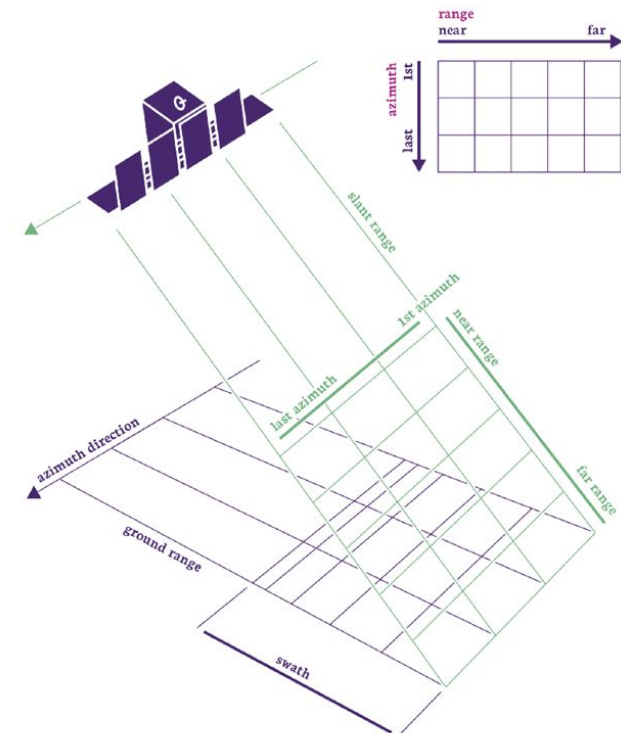 range
near far
azimuth
1st
last
slant range
1st azimuth
near range
last azimuth
azimuth direction
far range
ground range
swath